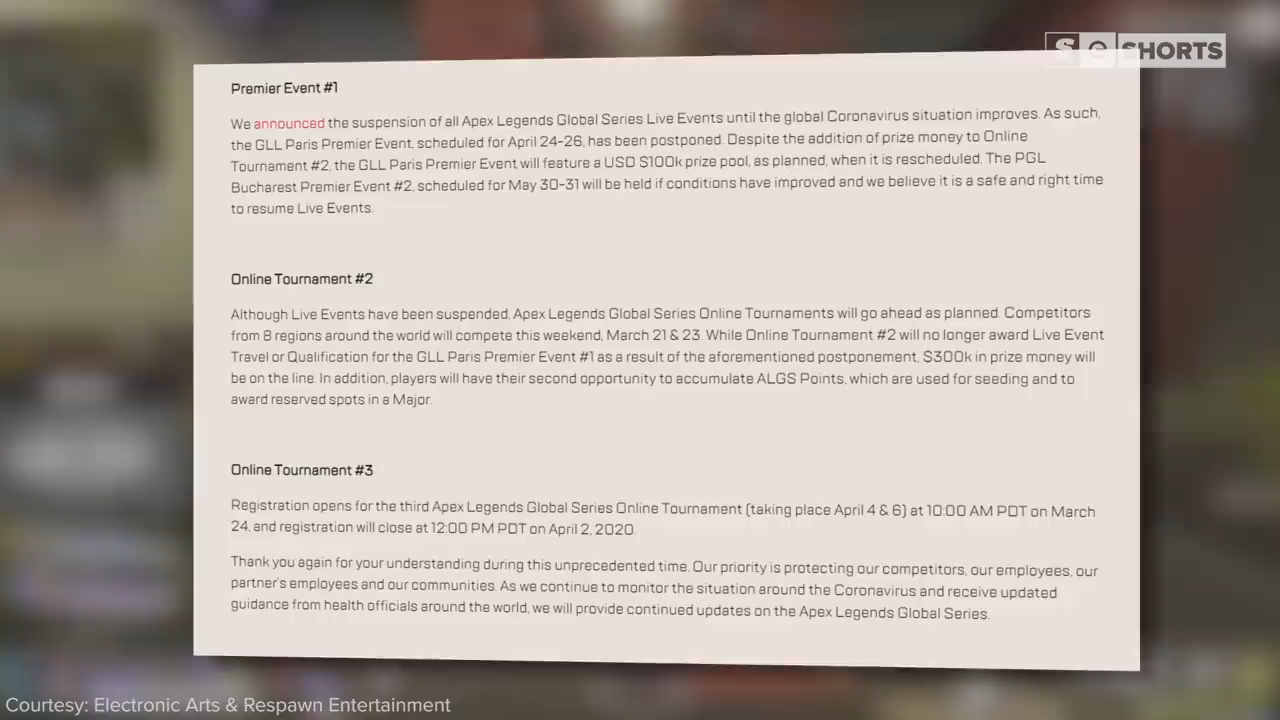 S G SHORTS
Premier Event #1
We announced the suspension of all Apex Legends Global Series Live Events until the global Coronavirus situation improves. As such,
the GLL Paris Premier Event, scheduled for April 24-26, has been postponed. Despite the addition of prize money to Online
Tournament #2, the GLL Paris Premier Event will feature a USD $100k prize pool, as planned, when it is rescheduled. The PGL
Bucharest Premier Event #2, scheduled for May 30-31 will be held if conditions have improved and we believe it is a safe and right time
to resume Live Events.
Online Tournament #2
Although Live Events have been suspended, Apex Legends Global Series Online Tournaments will go ahead as planned. Competitors
from 8 regions around the world will compete this weekend, March 21 & 23. While Online Tournament #2 will no longer award Live Event
Travel or Qualification for the GLL Paris Premier Event #1 as a result of the aforementioned postponement, $300k in prize money will
be on the line. In addition, players will have their second opportunity to accumulate ALGS Points, which are used for seeding and to
award reserved spots in a Major.
Online Tournament #3
Registration opens for the third Apex Legends Global Series Online Tournament (taking place April 4 & 6) at 10:00 AM PDT on March
24, and registration will close at 12:00 PM PDT on April 2, 2020.
Thank you again for your understanding during this unprecedented time. Our priority is protecting our competitors, our employees, our
partner's employees and our communities. As we continue to monitor the situation around the Coronavirus and receive updated
guidance from health officials around the world, we will provide continued updates on the Apex Legends Global Series.
Courtesy: Electronic Arts & Respawn Entertainment